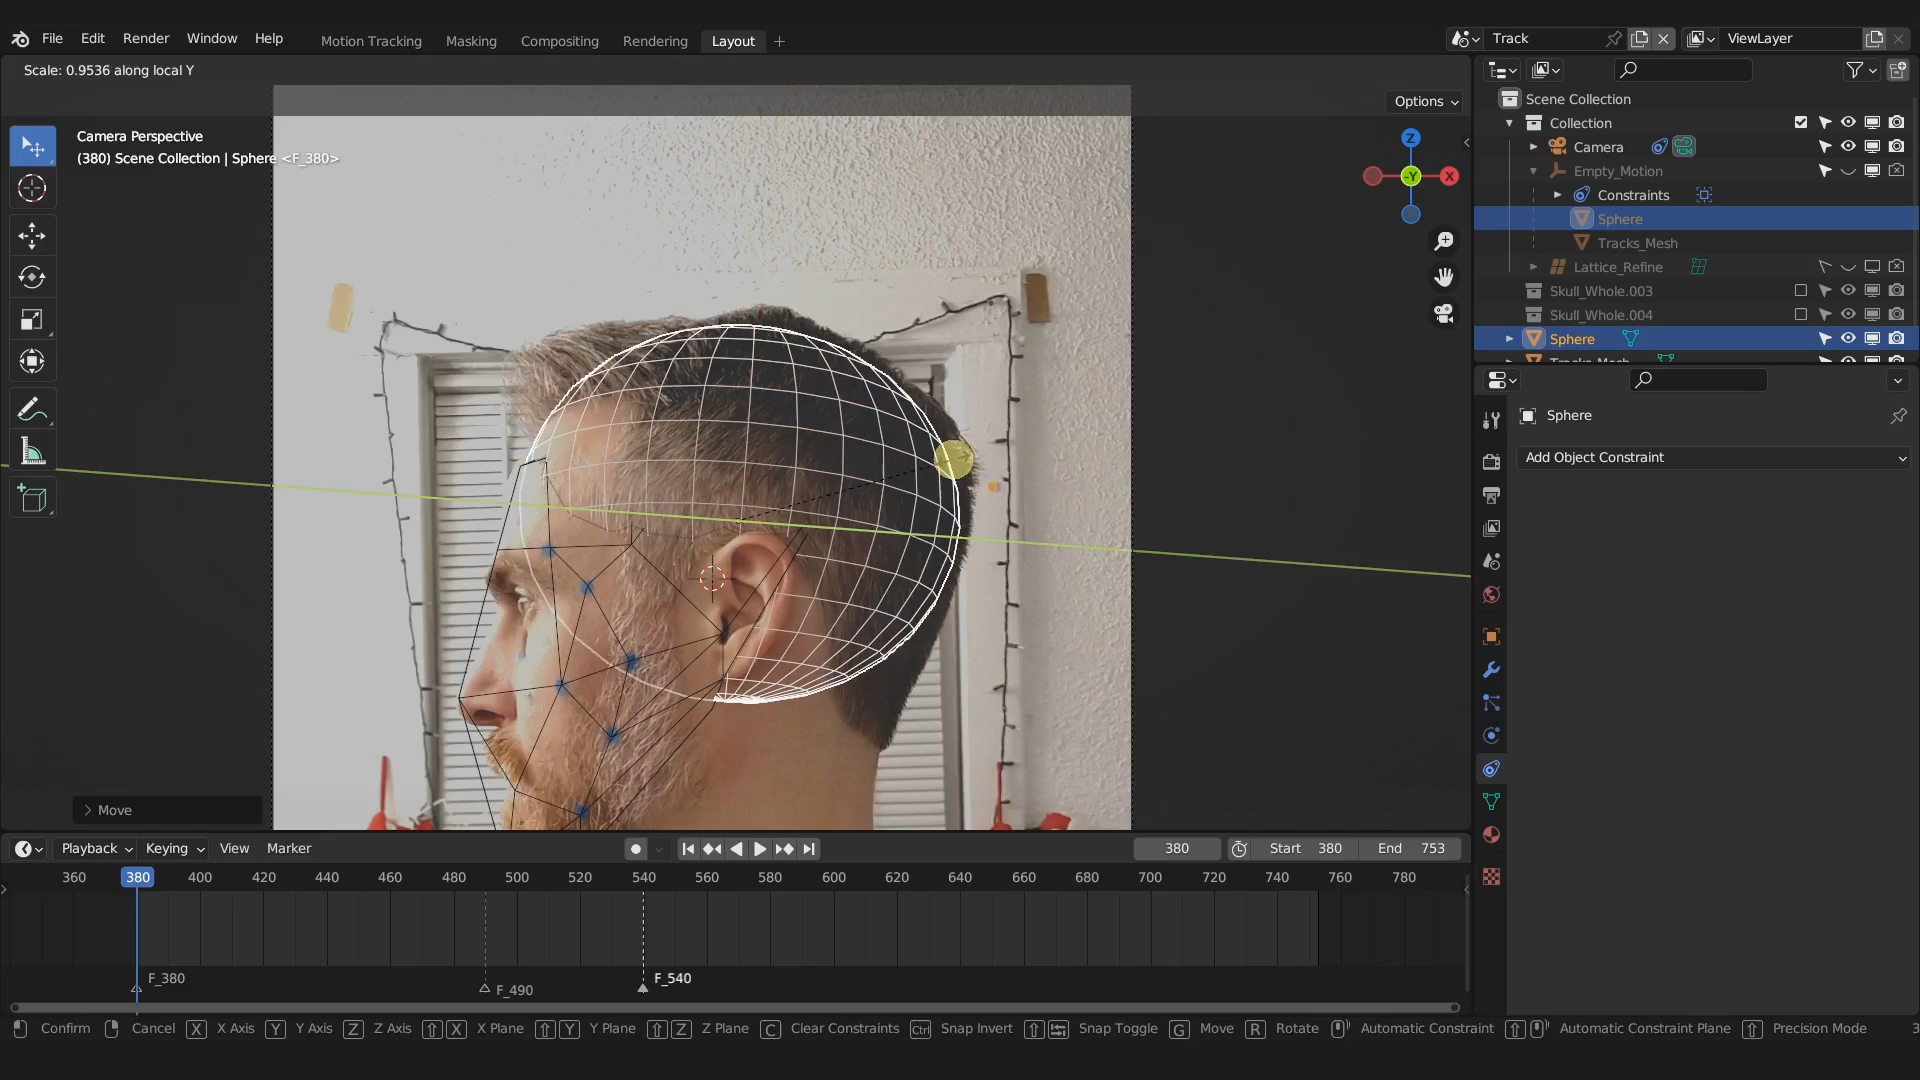 File Edit Render Window Help
Motion Tracking Masking Compositing Rendering Layout +
Track
ViewLayer
Scale: 0.9536 along local Y
Options
Camera Perspective
(380) Scene Collection | Sphere <F_380>
Z
-Y X
Scene Collection
Collection
Camera
Empty_Motion
Constraints
Sphere
Tracks_Mesh
Lattice_Refine
Skull_Whole.003
Skull_Whole.004
Sphere
Tracks_Mesh
Sphere
Add Object Constraint
Move
Playback Keying View Marker
380 Start 380 End 753
360 380 400 420 440 460 480 500 520 540 560 580 600 620 640 660 680 700 720 740 760 780
F_380 F_490 F_540
Confirm Cancel X X Axis Y Y Axis Z Z Axis X X Plane Y Y Plane Z Z Plane C Clear Constraints Ctrl Snap Invert Snap Toggle G Move R Rotate Automatic Constraint Automatic Constraint Plane Precision Mode 3